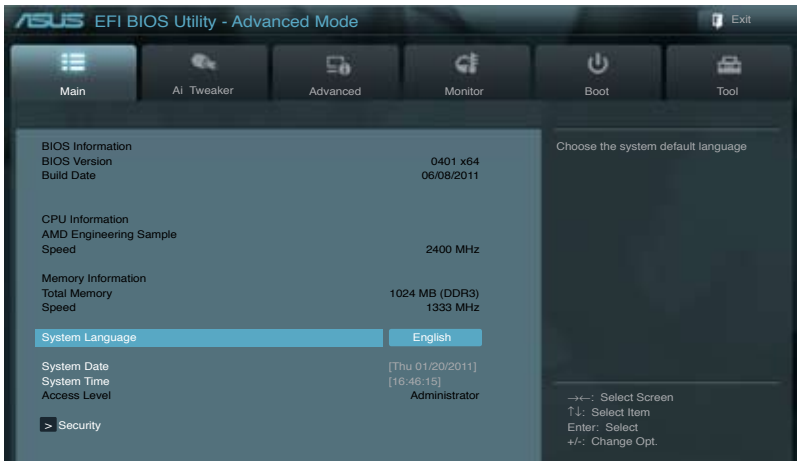 ASUS EFI BIOS Utility - Advanced Mode
Exit
Main Ai Tweaker Advanced Monitor Boot Tool
BIOS Information
BIOS Version 0401 x64
Build Date 06/08/2011
CPU Information
AMD Engineering Sample
Speed 2400 MHz
Memory Information
Total Memory 1024 MB (DDR3)
Speed 1333 MHz
System Language English
System Date [Thu 01/20/2011]
System Time [16:46:15]
Access Level Administrator
> Security
Choose the system default language
→←: Select Screen
↑↓: Select Item
Enter: Select
+/-: Change Opt.